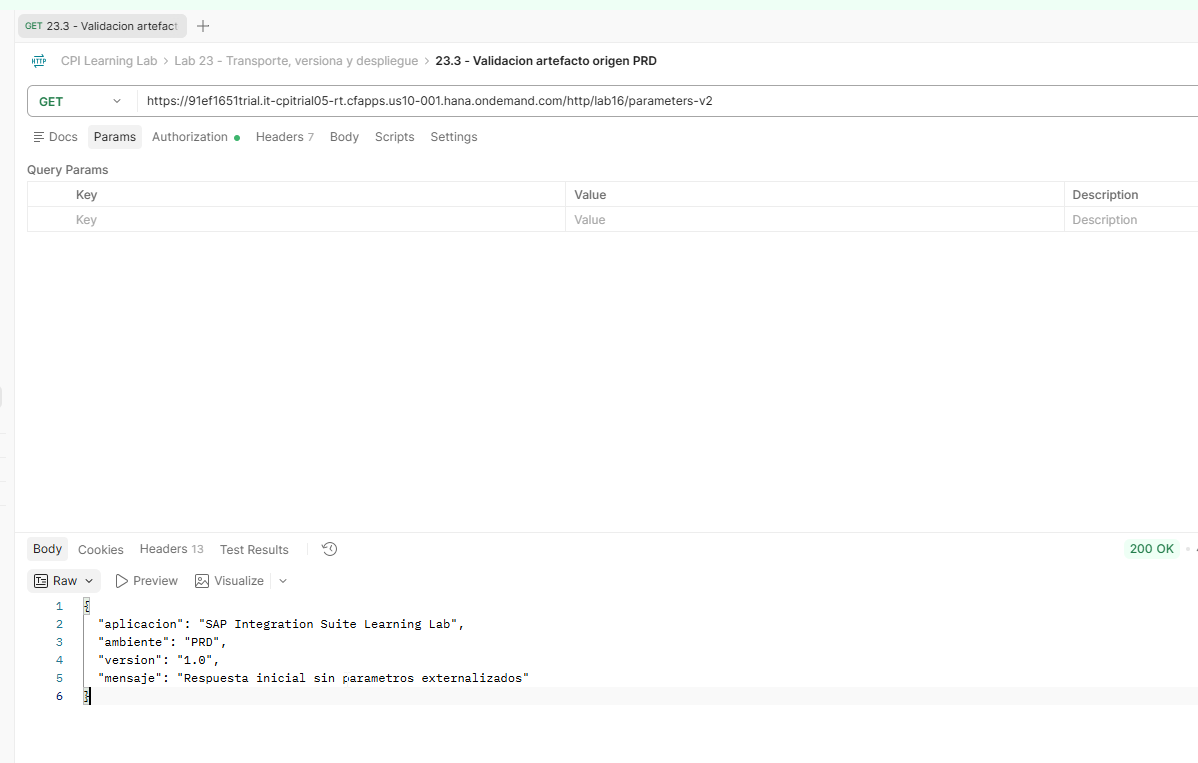 GET 23.3 - Validacion artefact
HTTP CPI Learning Lab > Lab 23 - Transporte, versiona y despliegue > 23.3 - Validacion artefacto origen PRD
GET https://91ef1651trial.it-cpitrial05-rt.cfapps.us10-001.hana.ondemand.com/http/lab16/parameters-v2
Docs Params Authorization Headers 7 Body Scripts Settings
Query Params
Key Value Description
Key Value Description
Body Cookies Headers 13 Test Results 200 OK
Raw Preview Visualize
1 {
2 "aplicacion": "SAP Integration Suite Learning Lab",
3 "ambiente": "PRD",
4 "version": "1.0",
5 "mensaje": "Respuesta inicial sin parametros externalizados"
6 }